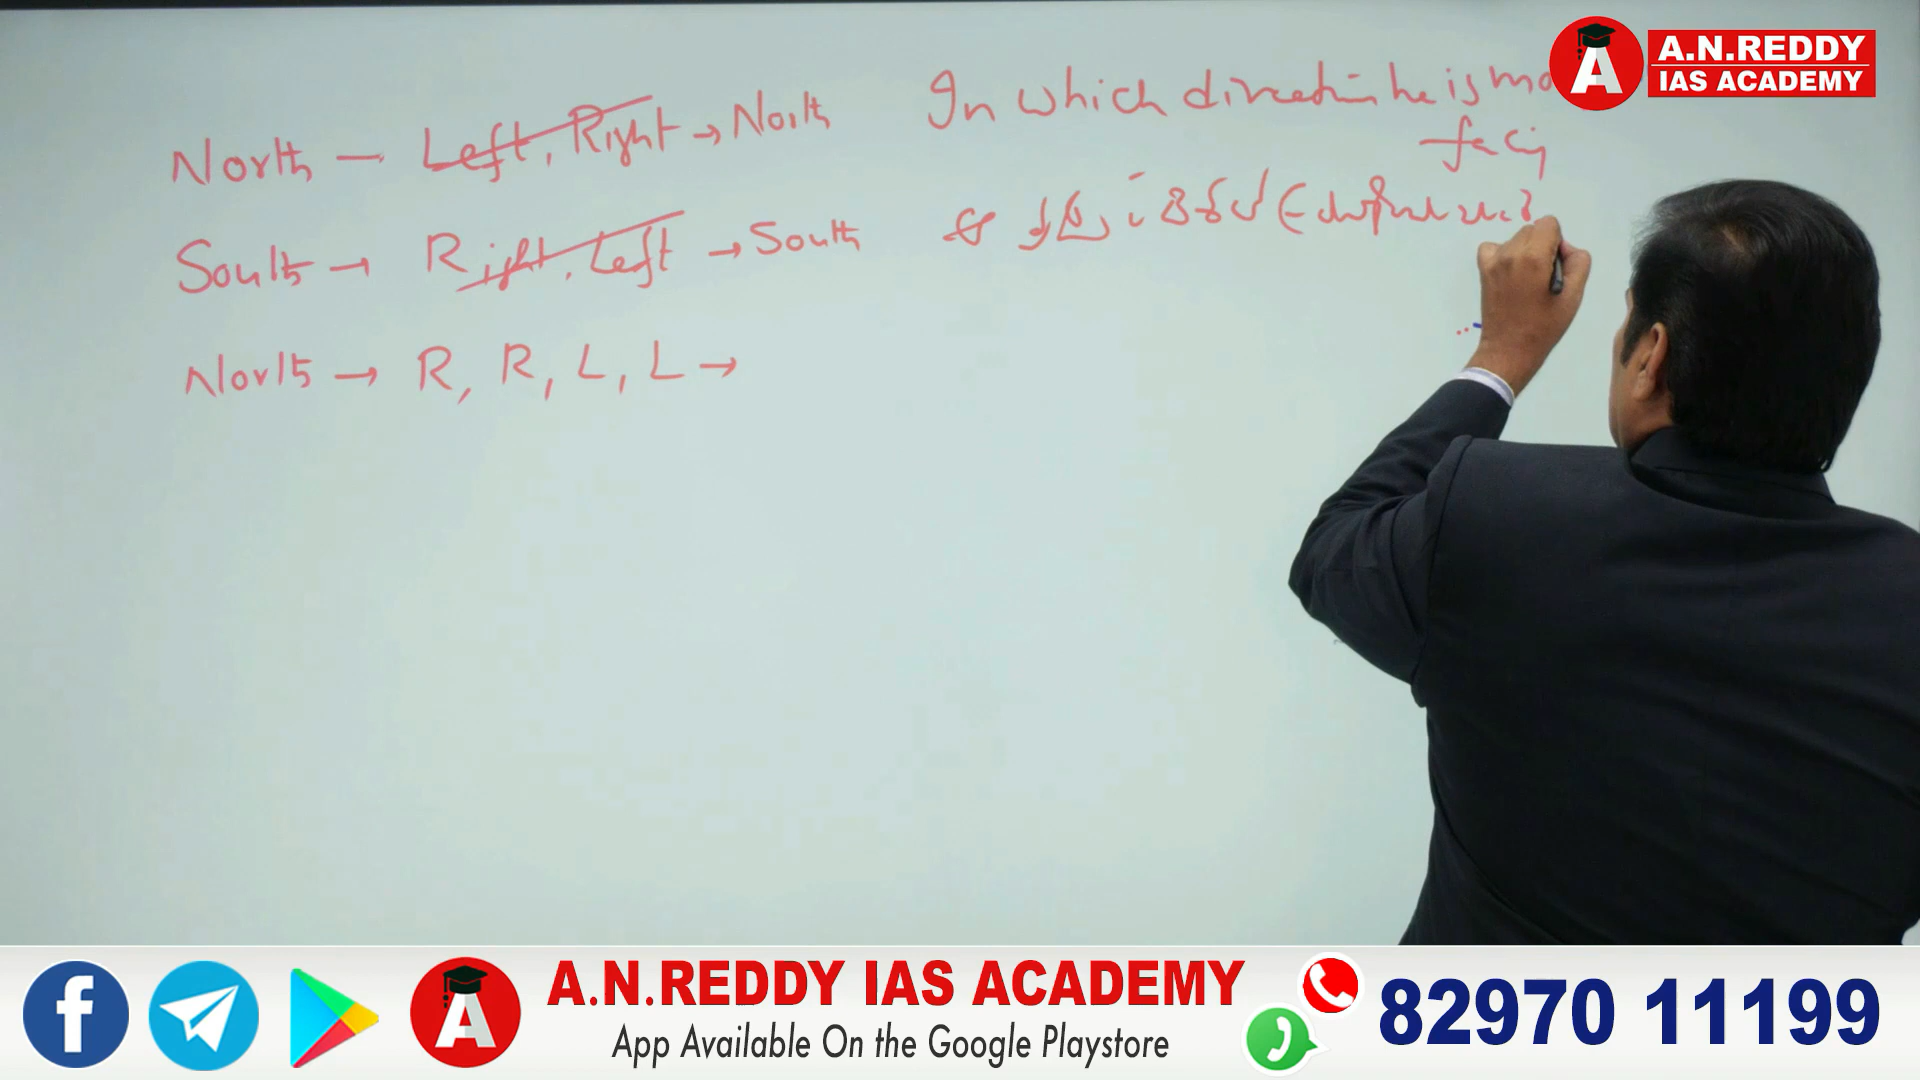 A.N.REDDY
IAS ACADEMY
North — Left, Right → North
In which direction he is mo
facing
South → Right, Left → South
North → R, R, L, L →
A.N.REDDY IAS ACADEMY
App Available On the Google Playstore
82970 11199